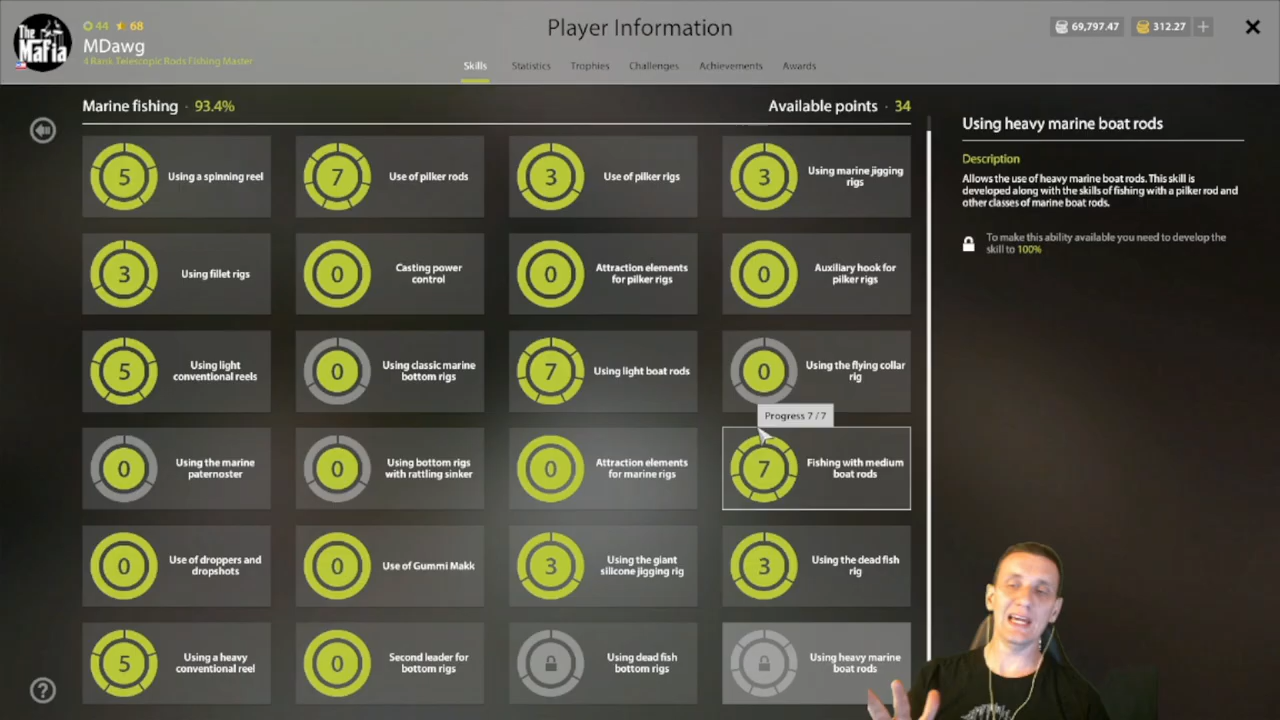 The
Mafia
44 68
MDawg
4 Rank Telescopic Rods Fishing Master
Player Information
69,797.47 312.27 +
Skills Statistics Trophies Challenges Achievements Awards
Marine fishing · 93.4%
Available points · 34
5 Using a spinning reel
7 Use of pilker rods
3 Use of pilker rigs
3 Using marine jigging
rigs
3 Using fillet rigs
0 Casting power
control
0 Attraction elements
for pilker rigs
0 Auxiliary hook for
pilker rigs
5 Using light
conventional reels
0 Using classic marine
bottom rigs
7 Using light boat rods
0 Using the flying collar
rig
Progress 7 / 7
0 Using the marine
paternoster
0 Using bottom rigs
with rattling sinker
0 Attraction elements
for marine rigs
7 Fishing with medium
boat rods
0 Use of droppers and
dropshots
0 Use of Gummi Makk
3 Using the giant
silicone jigging rig
3 Using the dead fish
rig
5 Using a heavy
conventional reel
0 Second leader for
bottom rigs
Using dead fish
bottom rigs
Using heavy marine
boat rods
?
Using heavy marine boat rods
Description
Allows the use of heavy marine boat rods. This skill is
developed along with the skills of fishing with a pilker rod and
other classes of marine boat rods.
To make this ability available you need to develop the
skill to 100%